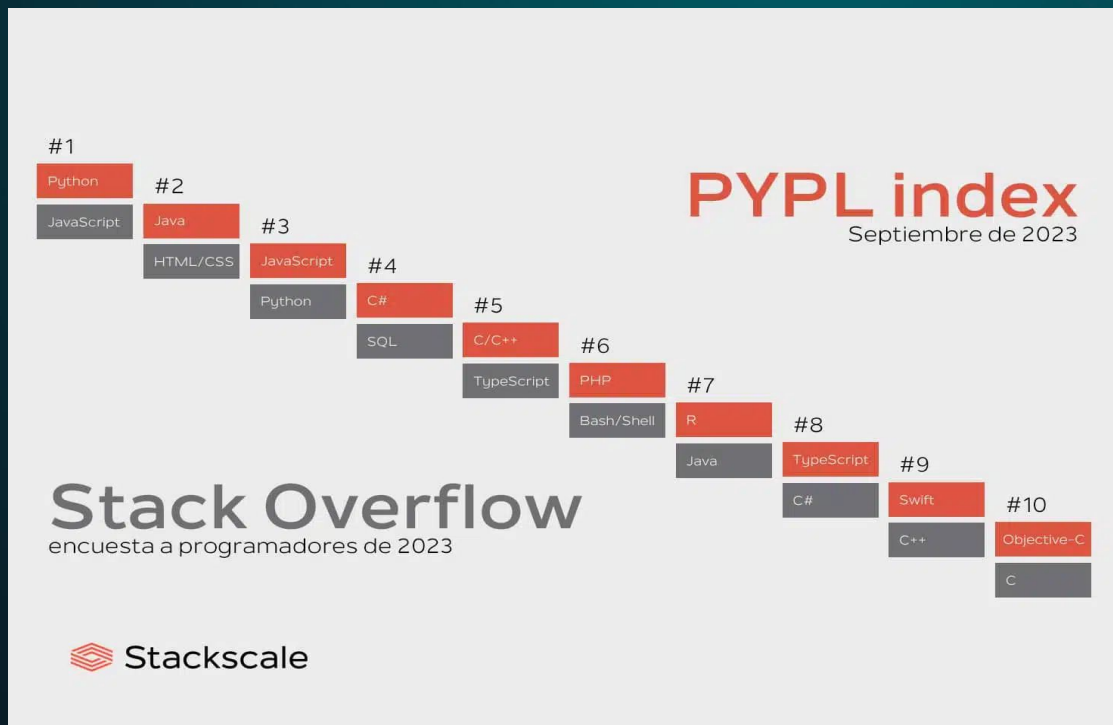 #1
Python
JavaScript
#2
Java
HTML/CSS
#3
JavaScript
Python
#4
C#
SQL
#5
C/C++
TypeScript
#6
PHP
Bash/Shell
#7
R
Java
#8
TypeScript
C#
#9
Swift
C++
#10
Objective-C
C
PYPL index
Septiembre de 2023
Stack Overflow
encuesta a programadores de 2023
Stackscale